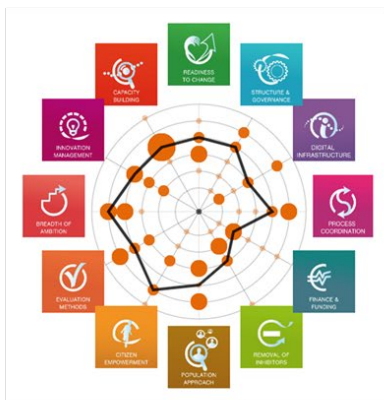 READINESS
TO CHANGE
STRUCTURE &
GOVERNANCE
DIGITAL
INFRASTRUCTURE
PROCESS
COORDINATION
FINANCE &
FUNDING
REMOVAL OF
INHIBITORS
POPULATION
APPROACH
CITIZEN
EMPOWERMENT
EVALUATION
METHODS
BREADTH OF
AMBITION
INNOVATION
MANAGEMENT
CAPACITY
BUILDING